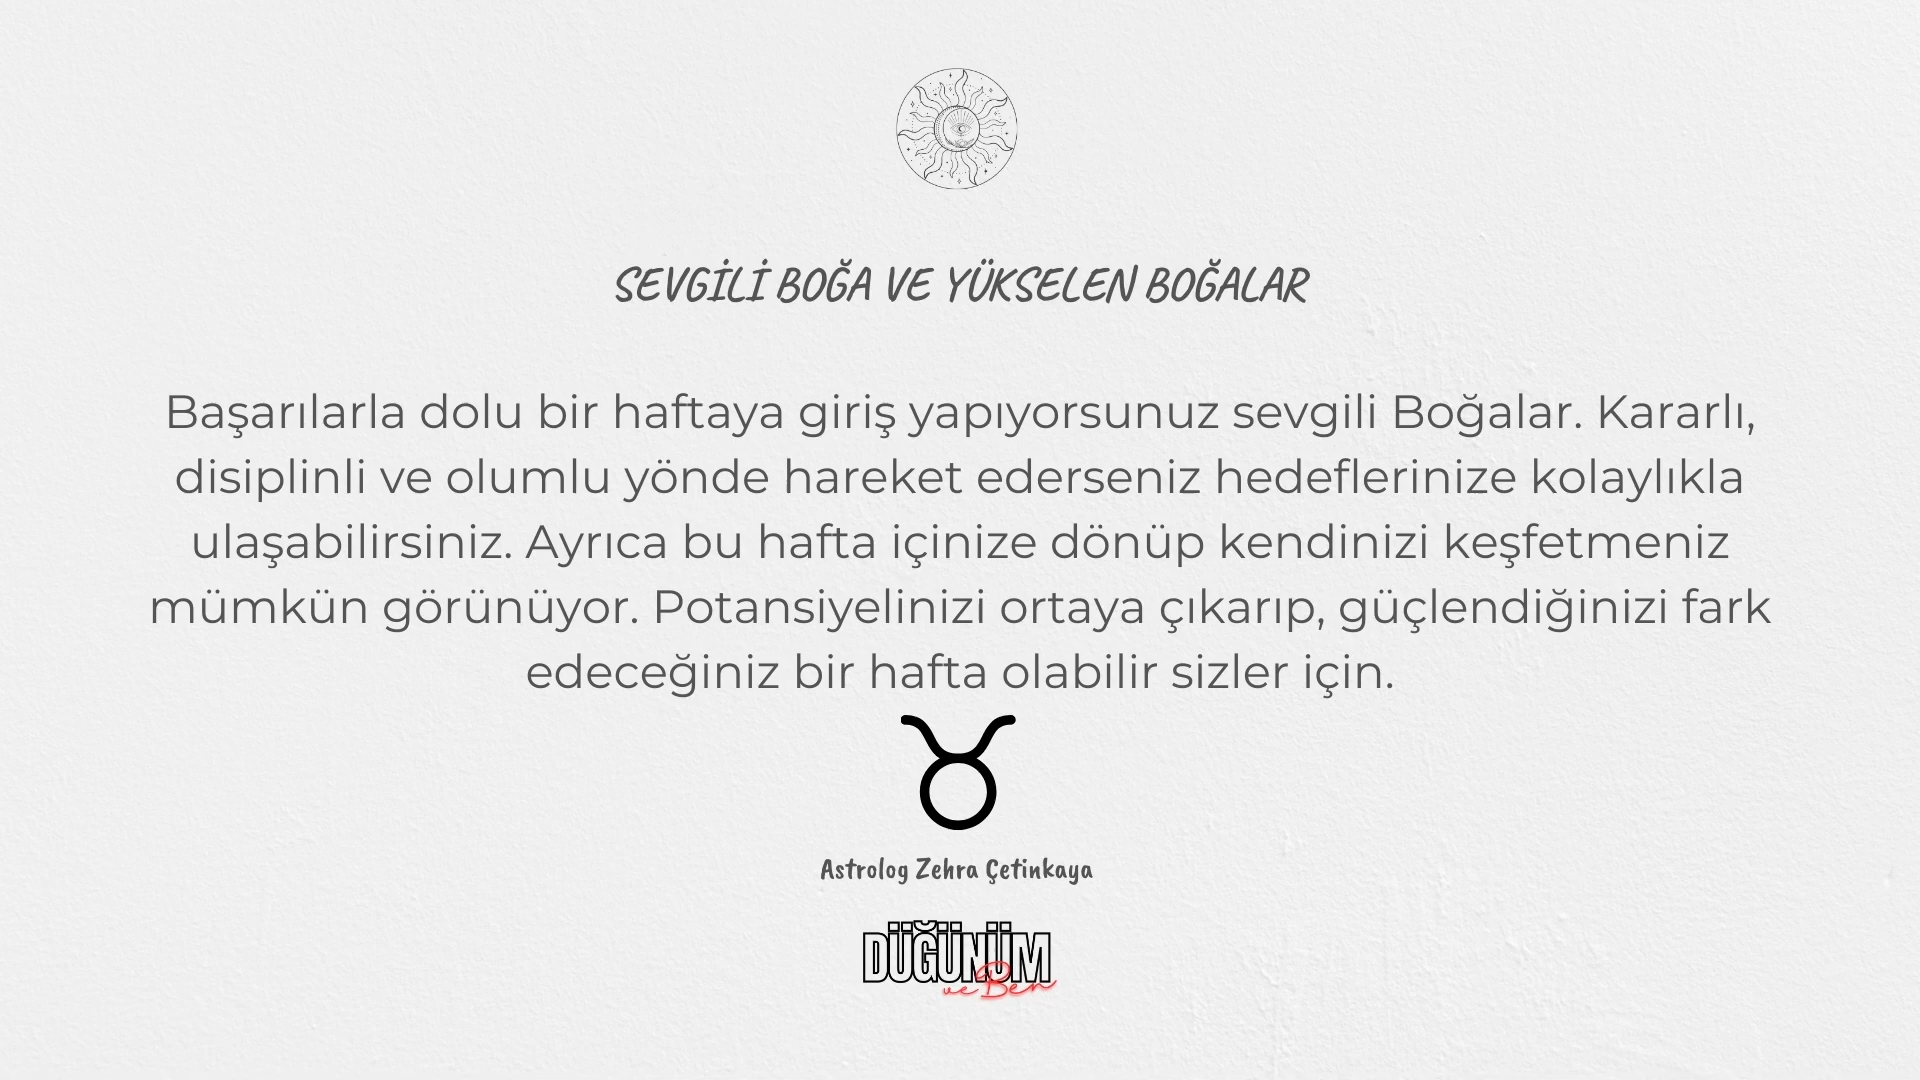 SEVGİLİ BOĞA VE YÜKSELEN BOĞALAR
Başarılarla dolu bir haftaya giriş yapıyorsunuz sevgili Boğalar. Kararlı,
disiplinli ve olumlu yönde hareket ederseniz hedeflerinize kolaylıkla
ulaşabilirsiniz. Ayrıca bu hafta içinize dönüp kendinizi keşfetmeniz
mümkün görünüyor. Potansiyelinizi ortaya çıkarıp, güçlendiğinizi fark
edeceğiniz bir hafta olabilir sizler için.
Astrolog Zehra Çetinkaya
DÜĞÜNÜM
ve Ben